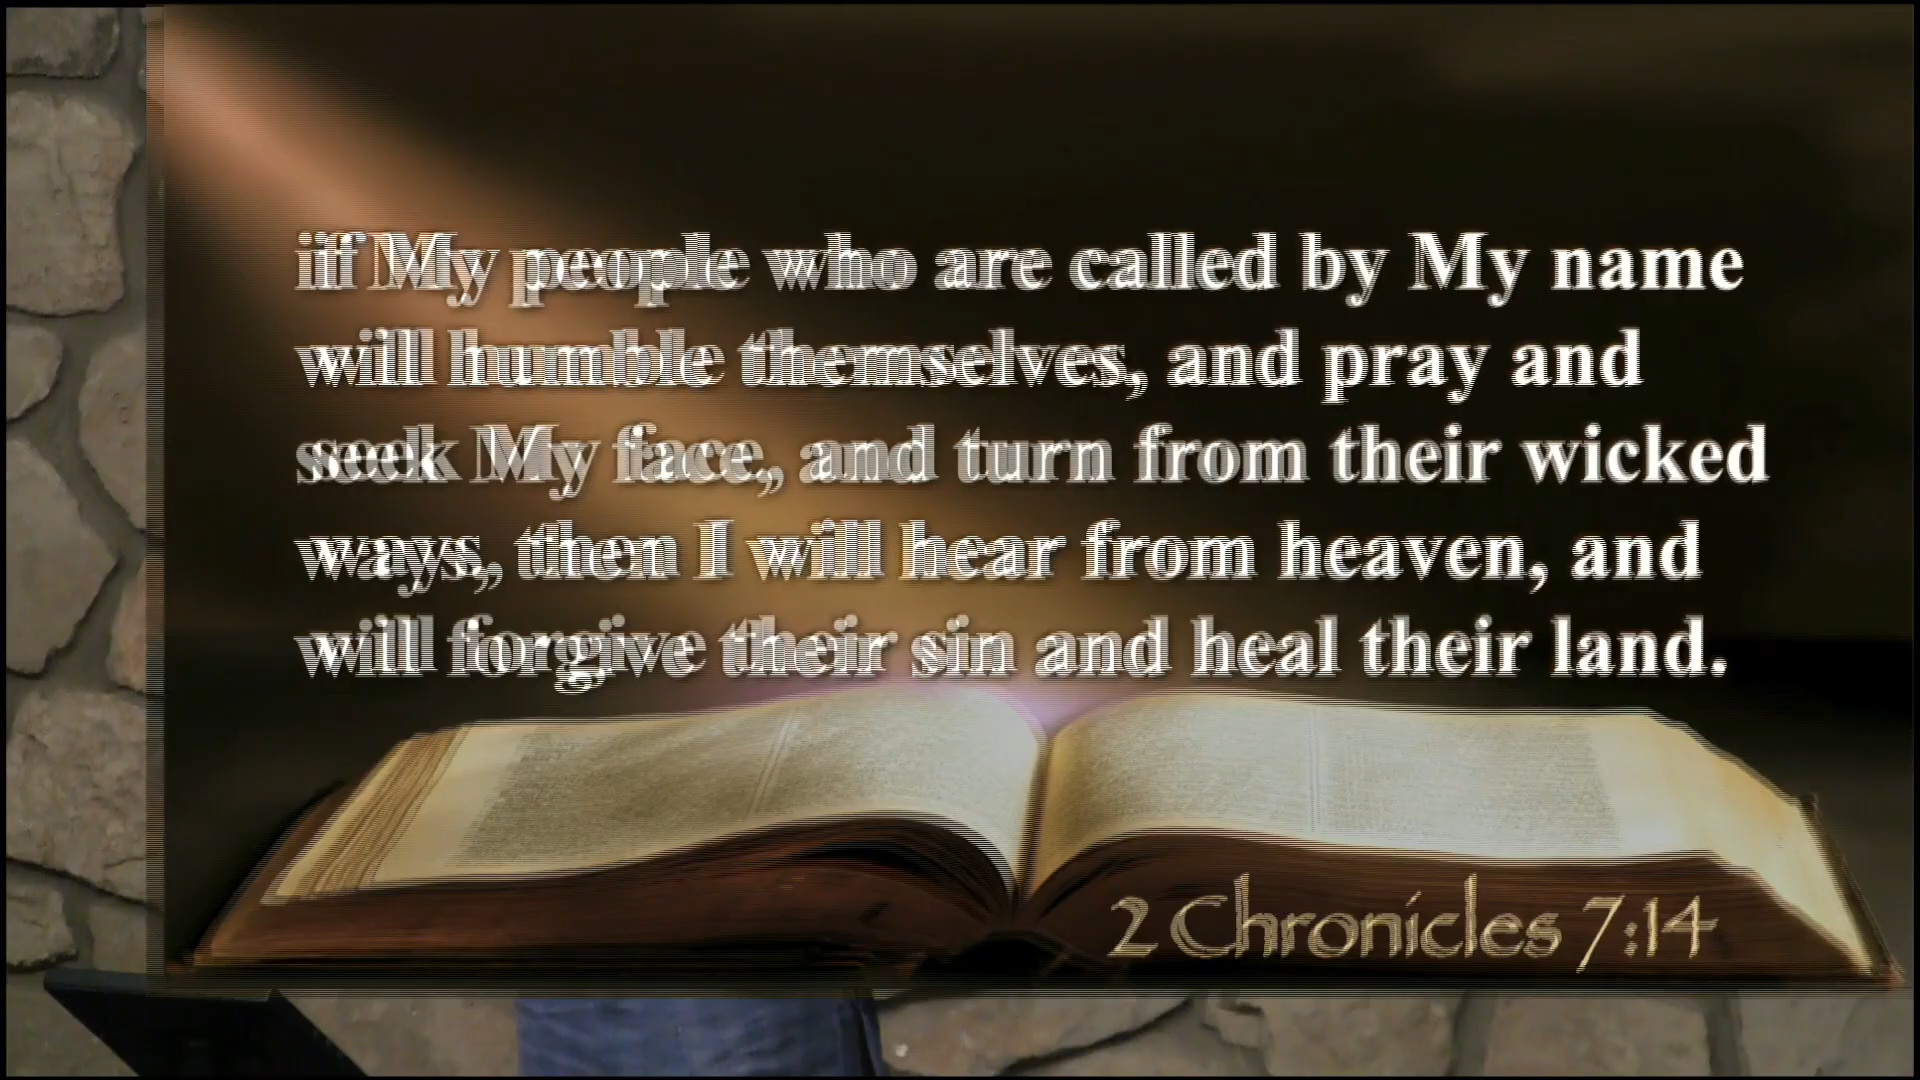 if My people who are called by My name
will humble themselves, and pray and
seek My face, and turn from their wicked
ways, then I will hear from heaven, and
will forgive their sin and heal their land.
2 Chronicles 7:14